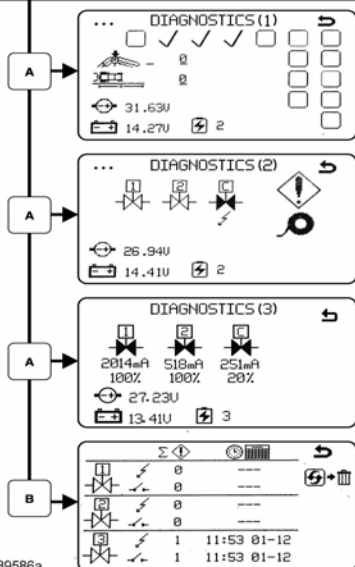 DIAGNOSTICS(1)
...
A
0
0
31.63V
14.27V 2
... DIAGNOSTICS(2)
1 2 C
A
26.94V
14.41V 2
DIAGNOSTICS(3)
1 2 C
A
2014mA 518mA 251mA
100% 100% 20%
27.23V
13.41V 3
Σ
1 0 ---
0 ---
B
2 0 ---
0 ---
3 1 11:53 01-12
1 11:53 01-12